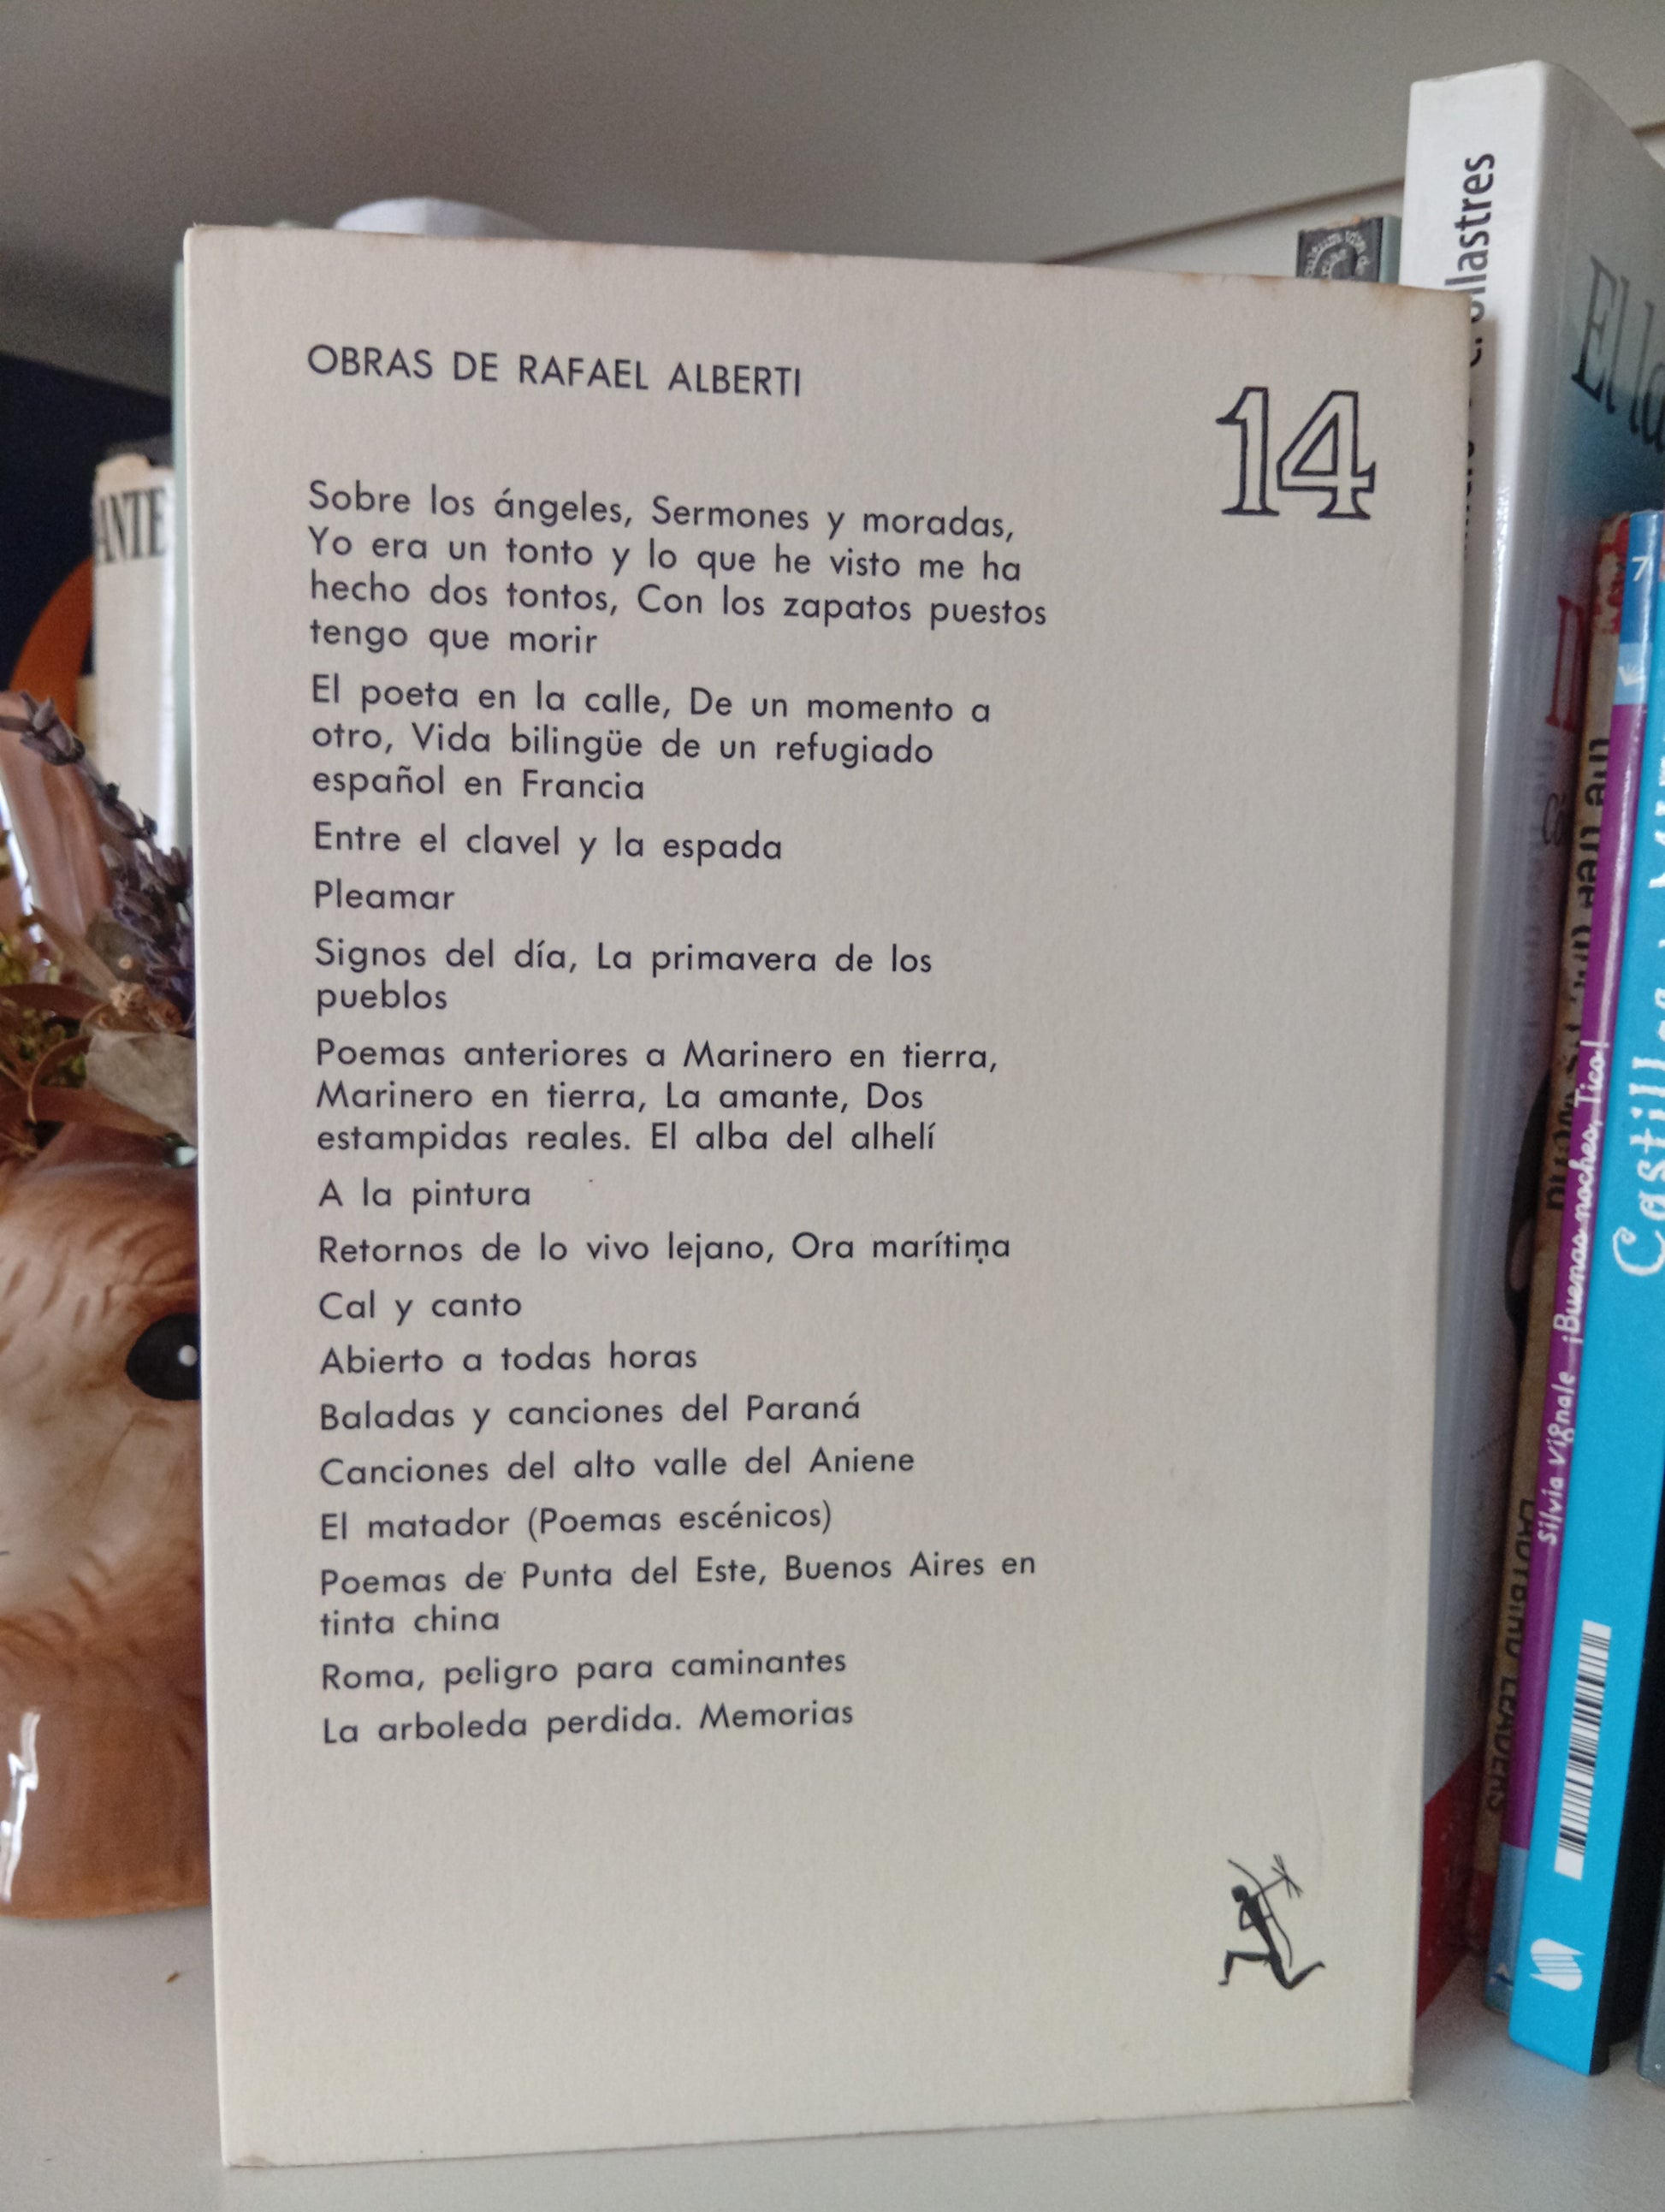 OBRAS DE RAFAEL ALBERTI
14
Sobre los ángeles, Sermones y moradas,
Yo era un tonto y lo que he visto me ha
hecho dos tontos, Con los zapatos puestos
tengo que morir
El poeta en la calle, De un momento a
otro, Vida bilingüe de un refugiado
español en Francia
Entre el clavel y la espada
Pleamar
Signos del día, La primavera de los
pueblos
Poemas anteriores a Marinero en tierra,
Marinero en tierra, La amante, Dos
estampidas reales. El alba del alhelí
A la pintura
Retornos de lo vivo lejano, Ora marítima
Cal y canto
Abierto a todas horas
Baladas y canciones del Paraná
Canciones del alto valle del Aniene
El matador (Poemas escénicos)
Poemas de Punta del Este, Buenos Aires en
tinta china
Roma, peligro para caminantes
La arboleda perdida. Memorias
El
7
Silvia Vignale ¡Buenas noches, Tico!